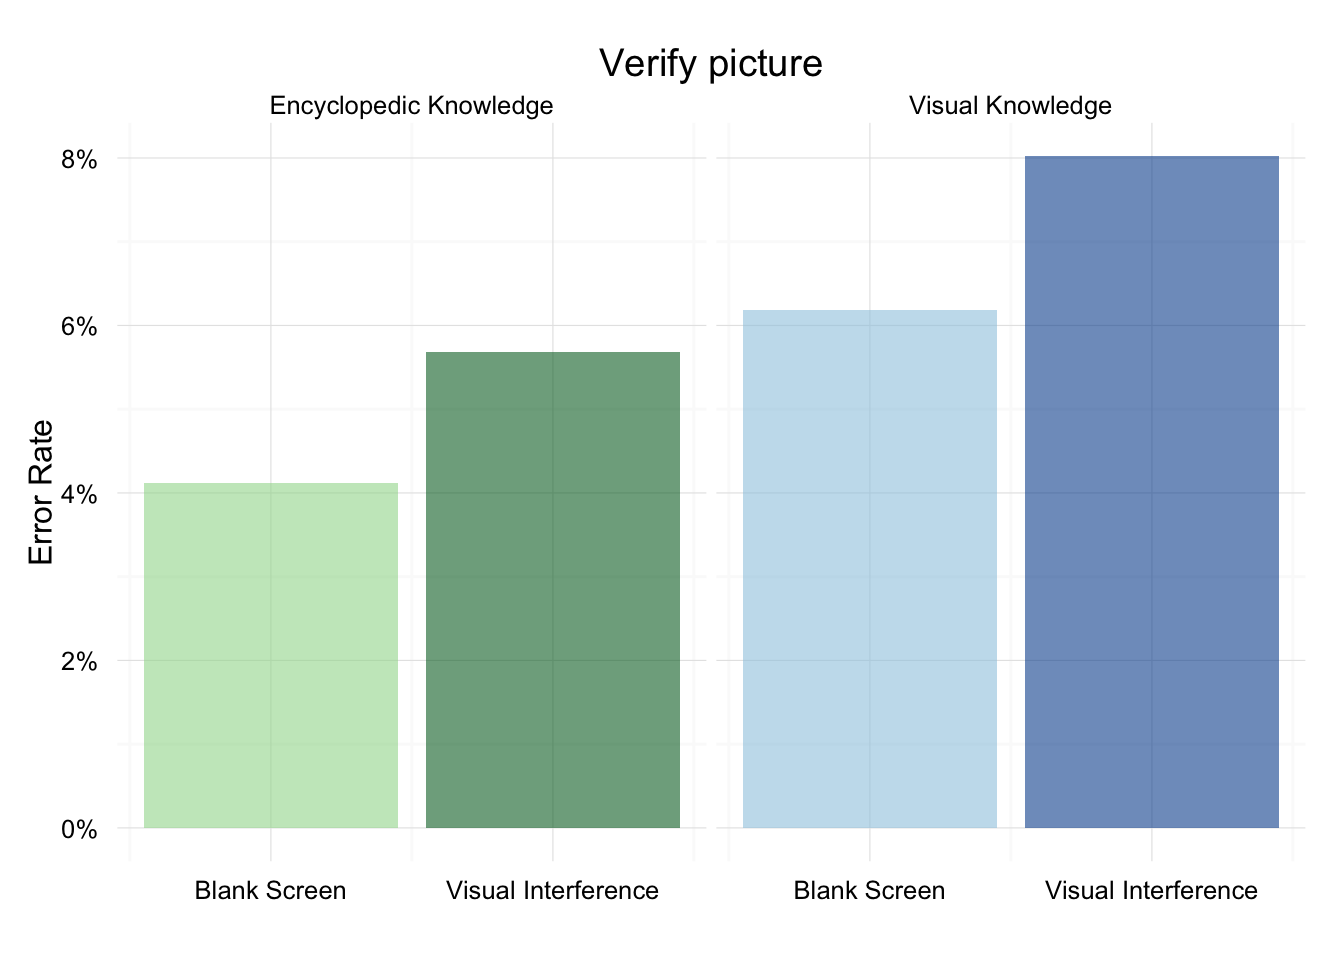 Verify picture
Encyclopedic Knowledge
Visual Knowledge
Error Rate
8%
6%
4%
2%
0%
Blank Screen
Visual Interference
Blank Screen
Visual Interference